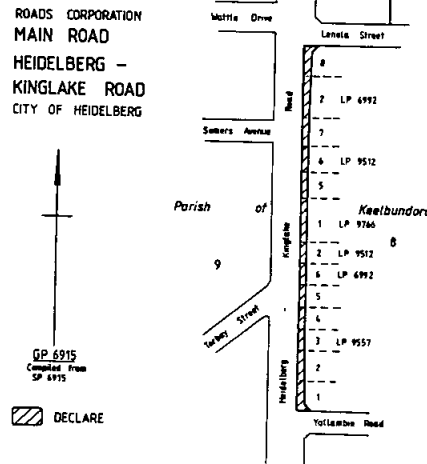 ROADS CORPORATION
MAIN ROAD
HEIDELBERG –
KINGLAKE ROAD
CITY OF HEIDELBERG
GP 6915
Compiled from
SP 6915
DECLARE
Wattle Drive
Lenola Street
Road
8
2 LP 6992
Somers Avenue
7
6 LP 9512
5
Parish of Keelbundora
1 LP 9766
Kinglake
9
B
2 LP 9512
6 LP 6992
5
Torbay Street
4
3 LP 9557
Heidelberg
2
1
Yallambie Road